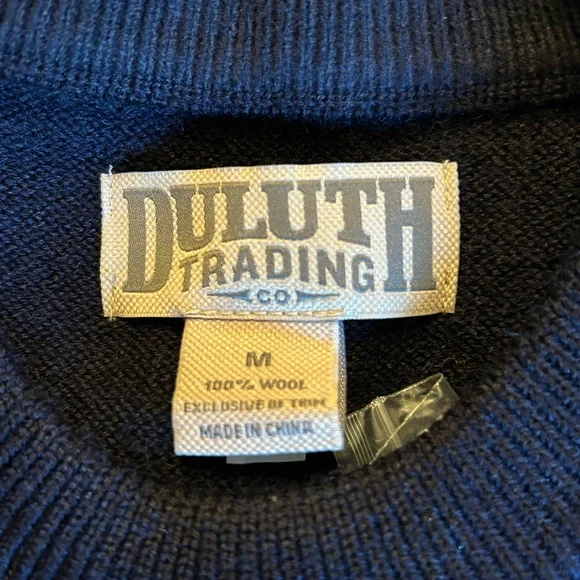 DULUTH
TRADING
CO
M
100% WOOL
EXCLUSIVE OF TRIM
MADE IN CHINA